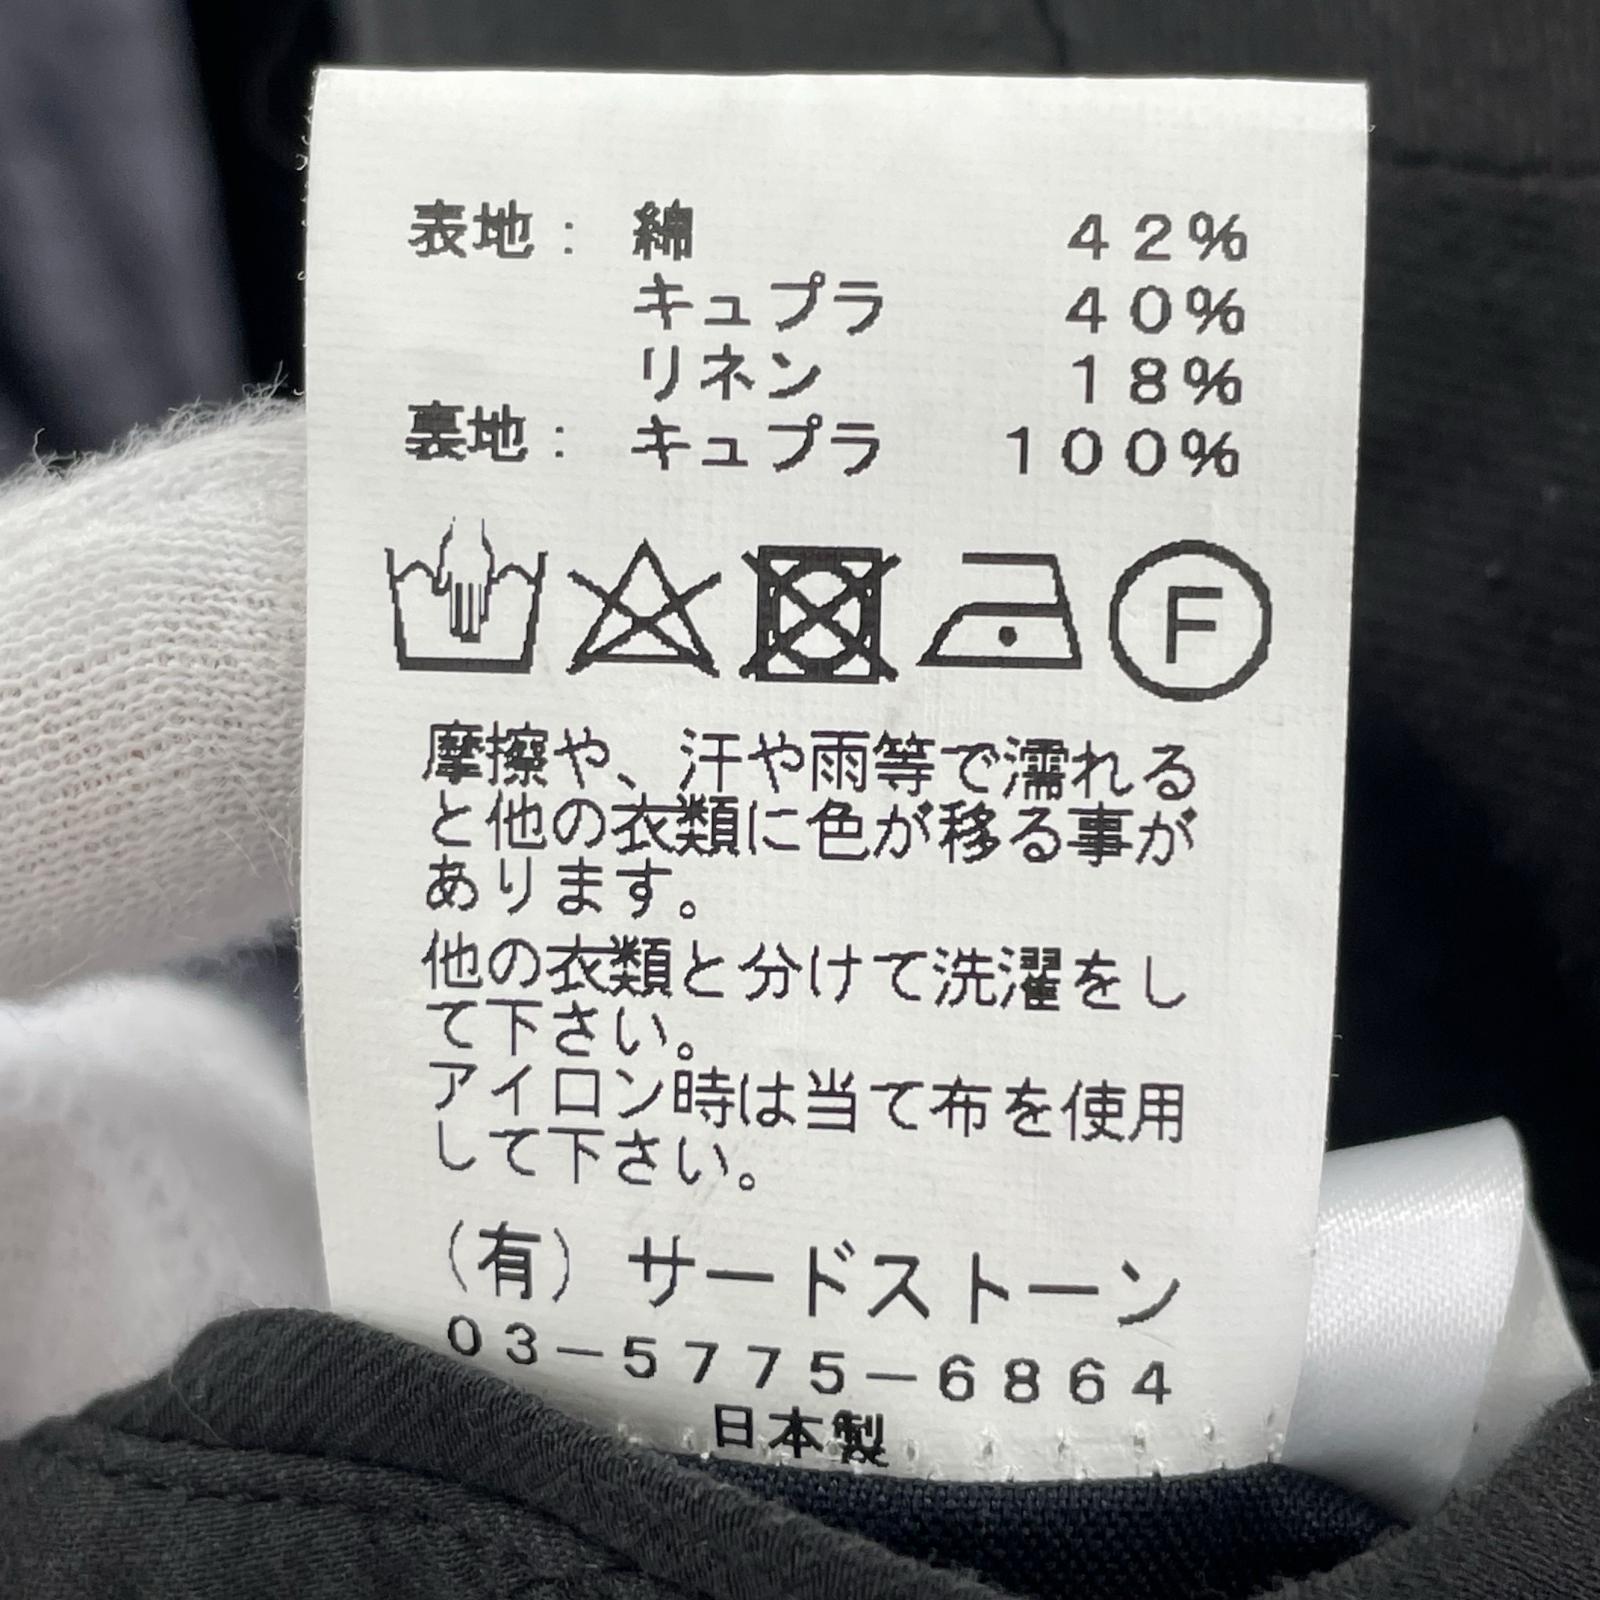 表地： 綿 42%
キュプラ 40%
リネン 18%
裏地： キュプラ 100%
F
摩擦や、汗や雨等で濡れる
と他の衣類に色が移る事が
あります。
他の衣類と分けて洗濯をし
て下さい。
アイロン時は当て布を使用
して下さい。
(有) サードストーン
03-5775-6864
日本製